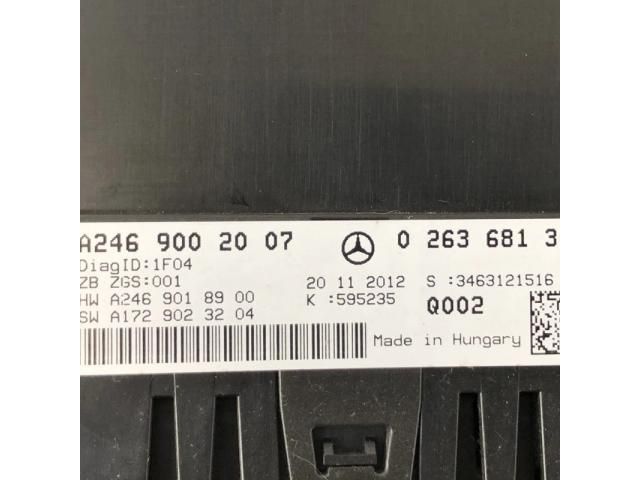 A246 900 20 07 0 263 681 3
DiagID:1F04
ZB ZGS:001 20 11 2012 S :3463121516
HW A246 901 89 00 K :595235 Q002
SW A172 902 32 04
Made in Hungary